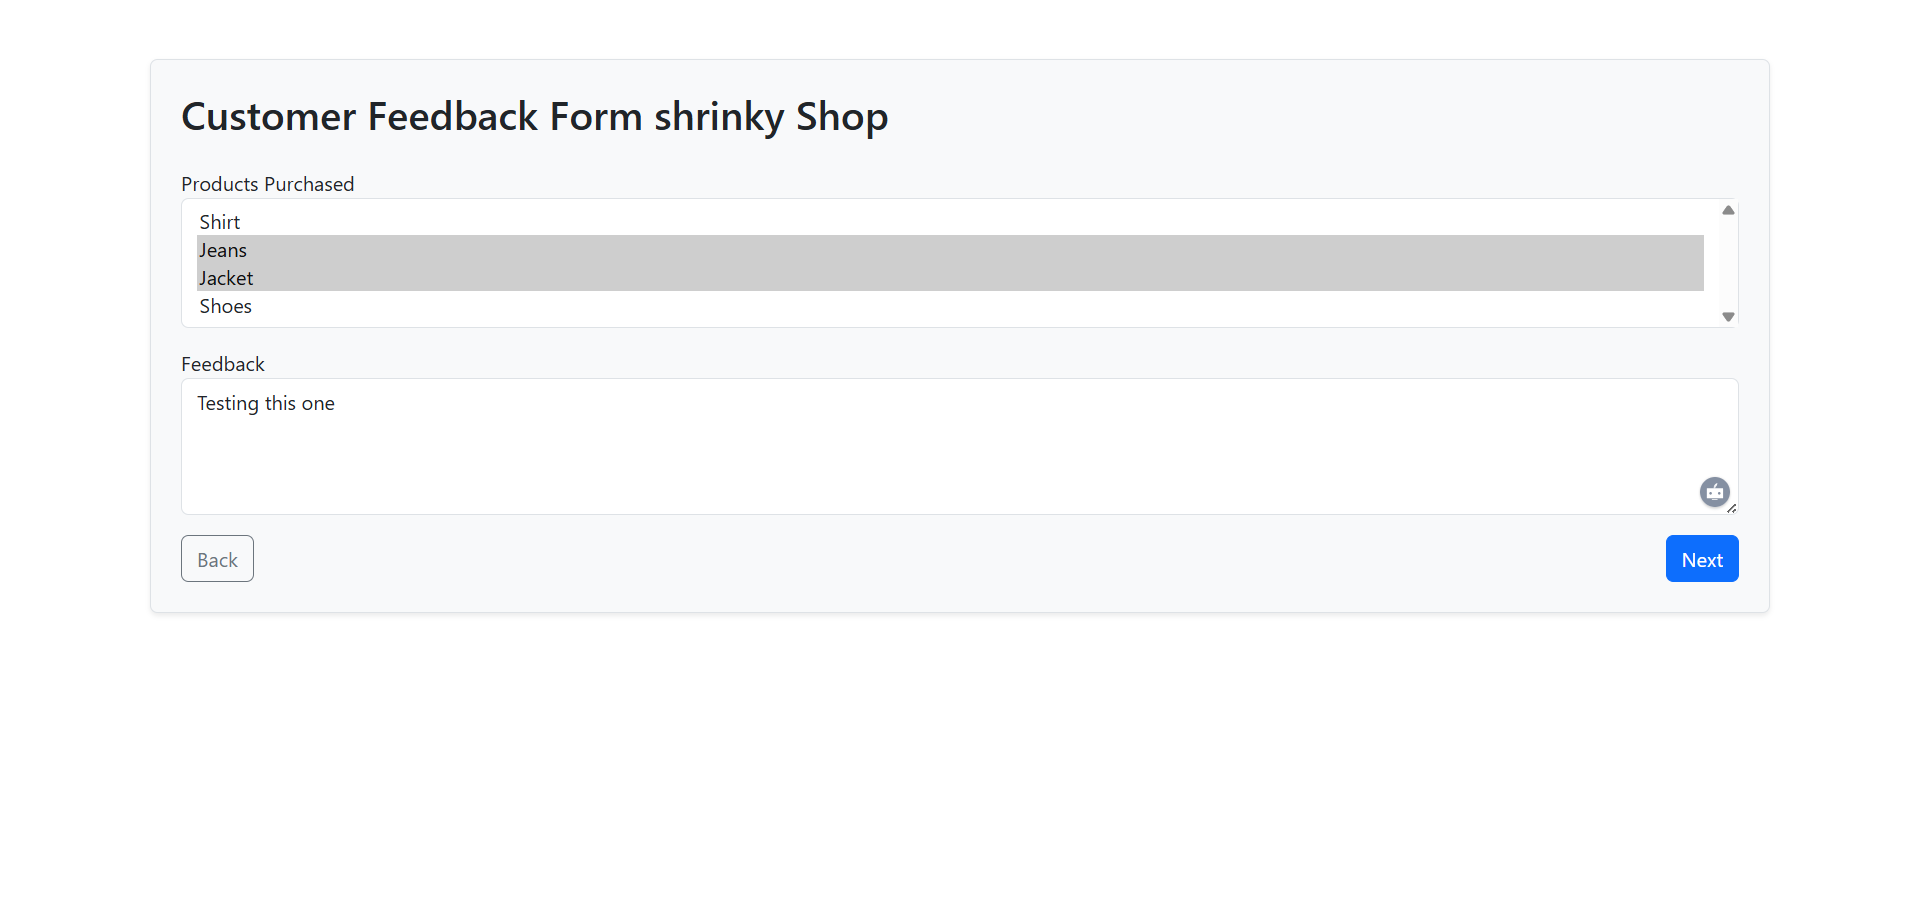 Customer Feedback Form shrinky Shop
Products Purchased
Shirt
Jeans
Jacket
Shoes
Feedback
Testing this one
Back
Next